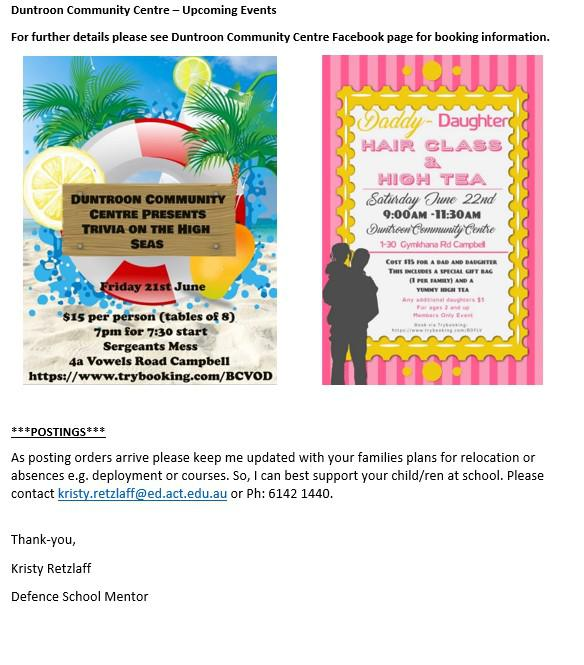 Duntroon Community Centre – Upcoming Events
For further details please see Duntroon Community Centre Facebook page for booking information.
Duntroon Community
Centre Presents
Trivia on the High
Seas
Friday 21st June
$15 per person (tables of 8)
7pm for 7:30 start
Sergeants Mess
4a Vowels Road Campbell
https://www.trybooking.com/BCVOD
Daddy - Daughter
HAIR CLASS
&
HIGH TEA
Saturday June 22nd
9:00AM -11:30AM
Duntroon Community Centre
1-30 Gymkhana Rd Campbell
Cost $15 for a dad and daughter
This includes a special gift bag
(1 per family) and a
yummy high tea
Any additional daughters $1
For ages 2 and up
Members Only Event
Book via Trybooking:
***POSTINGS***
As posting orders arrive please keep me updated with your families plans for relocation or
absences e.g. deployment or courses. So, I can best support your child/ren at school. Please
contact kristy.retzlaff@ed.act.edu.au or Ph: 6142 1440.
Thank-you,
Kristy Retzlaff
Defence School Mentor